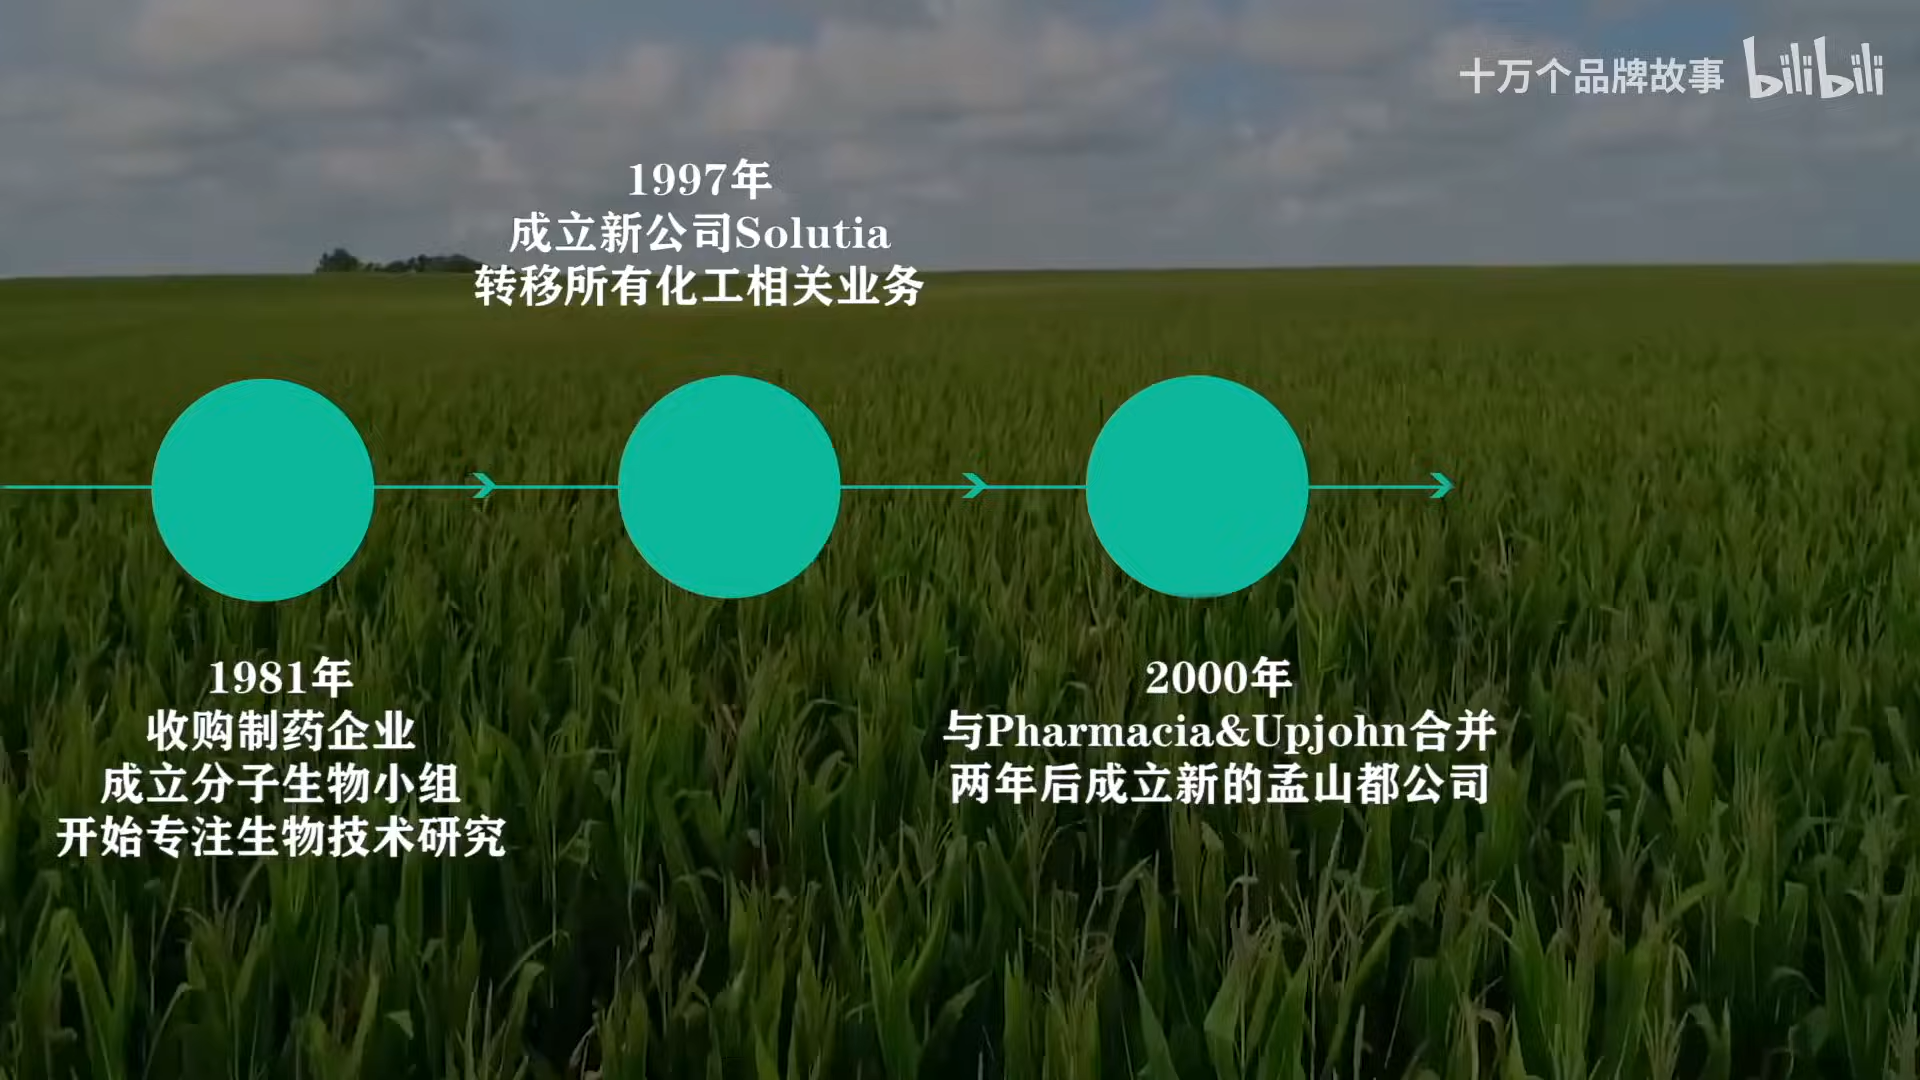 十万个品牌故事 bilibili
1997年
成立新公司Solutia
转移所有化工相关业务
1981年
收购制药企业
成立分子生物小组
开始专注生物技术研究
2000年
与Pharmacia&Upjohn合并
两年后成立新的孟山都公司